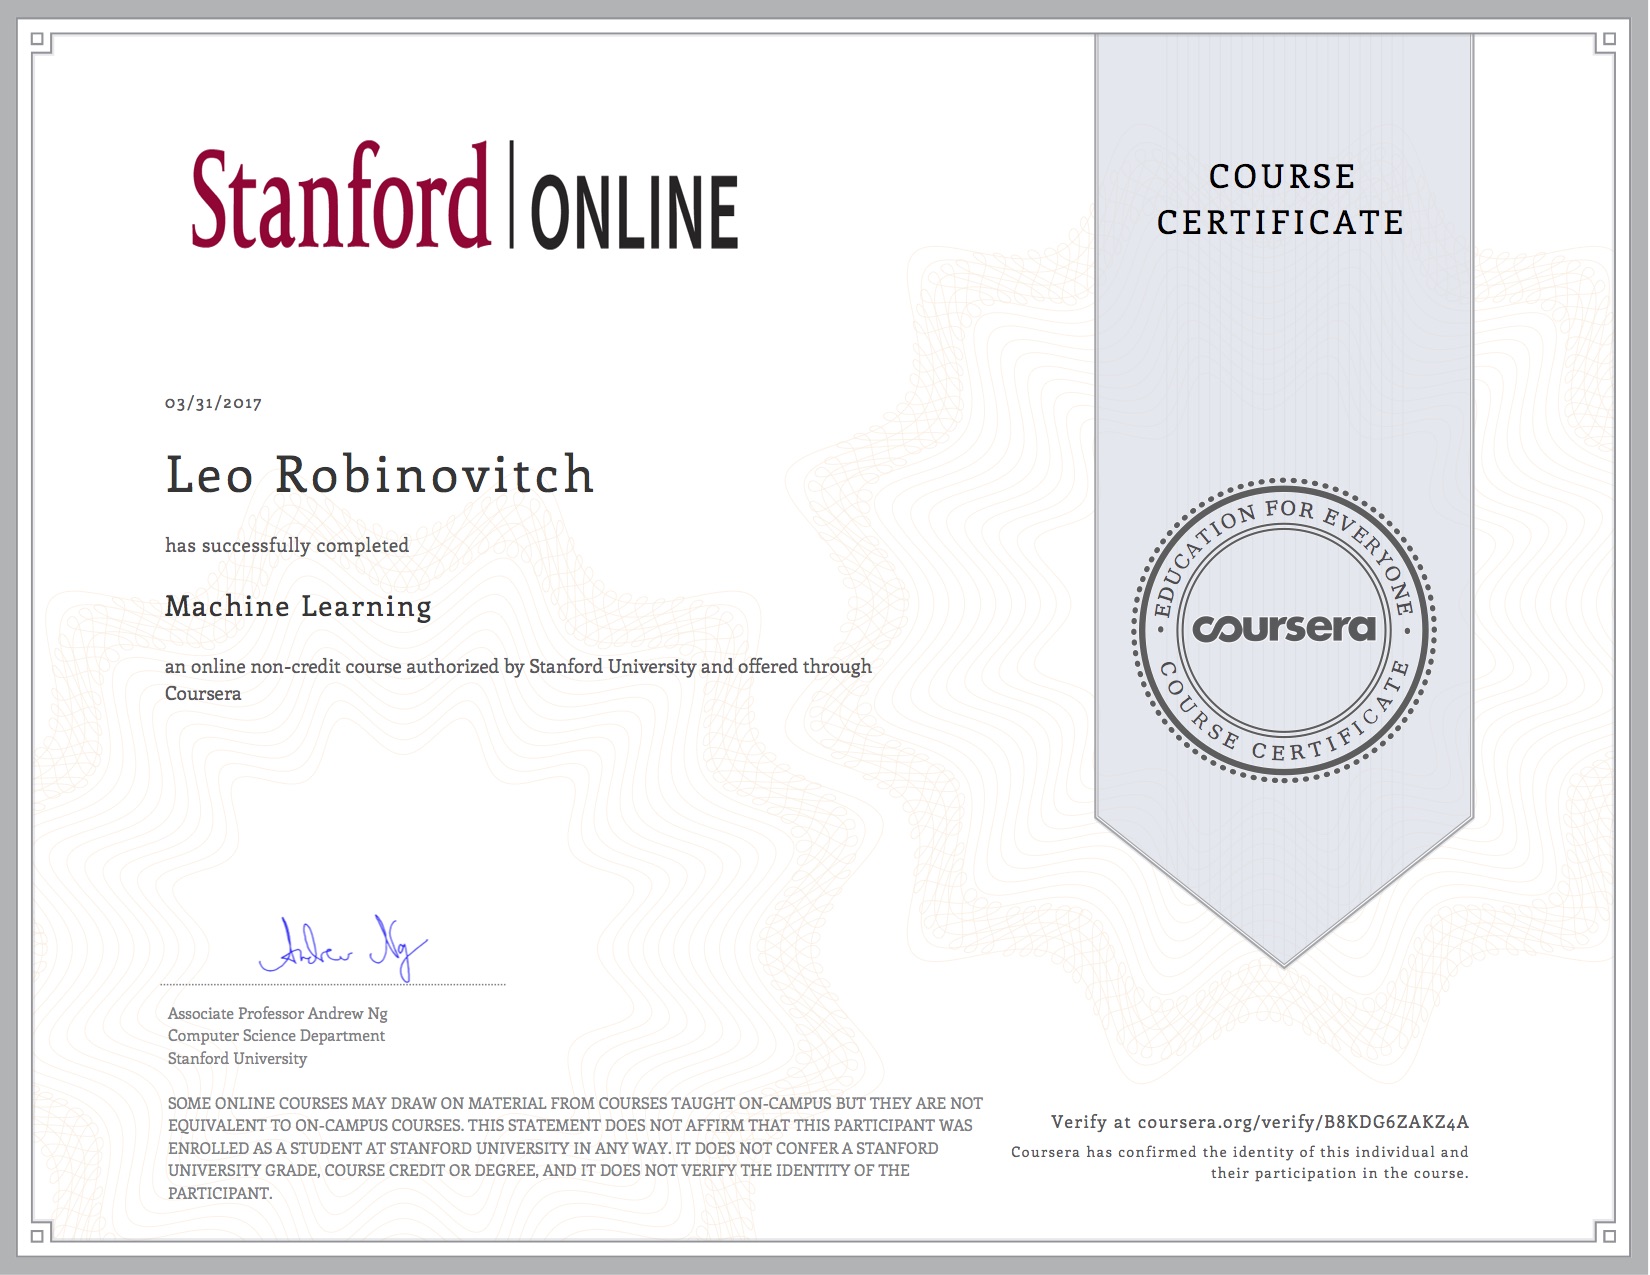 Stanford | ONLINE
COURSE
CERTIFICATE
03/31/2017
Leo Robinovitch
has successfully completed
Machine Learning
an online non-credit course authorized by Stanford University and offered through
Coursera
EDUCATION FOR EVERYONE
coursera
COURSE CERTIFICATE
Andrew Ng
Associate Professor Andrew Ng
Computer Science Department
Stanford University
SOME ONLINE COURSES MAY DRAW ON MATERIAL FROM COURSES TAUGHT ON-CAMPUS BUT THEY ARE NOT
EQUIVALENT TO ON-CAMPUS COURSES. THIS STATEMENT DOES NOT AFFIRM THAT THIS PARTICIPANT WAS
ENROLLED AS A STUDENT AT STANFORD UNIVERSITY IN ANY WAY. IT DOES NOT CONFER A STANFORD
UNIVERSITY GRADE, COURSE CREDIT OR DEGREE, AND IT DOES NOT VERIFY THE IDENTITY OF THE
PARTICIPANT.
Verify at coursera.org/verify/B8KDG6ZAKZ4A
Coursera has confirmed the identity of this individual and
their participation in the course.